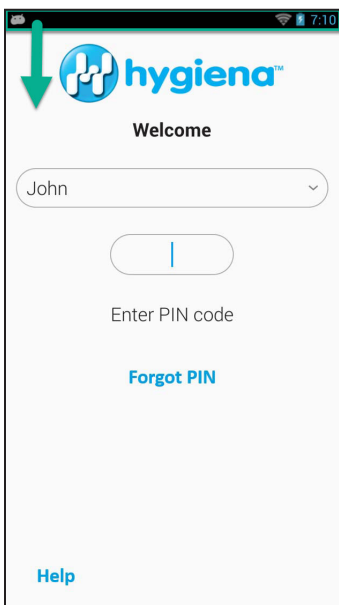 7:10
hygiena™
Welcome
John
Enter PIN code
Forgot PIN
Help